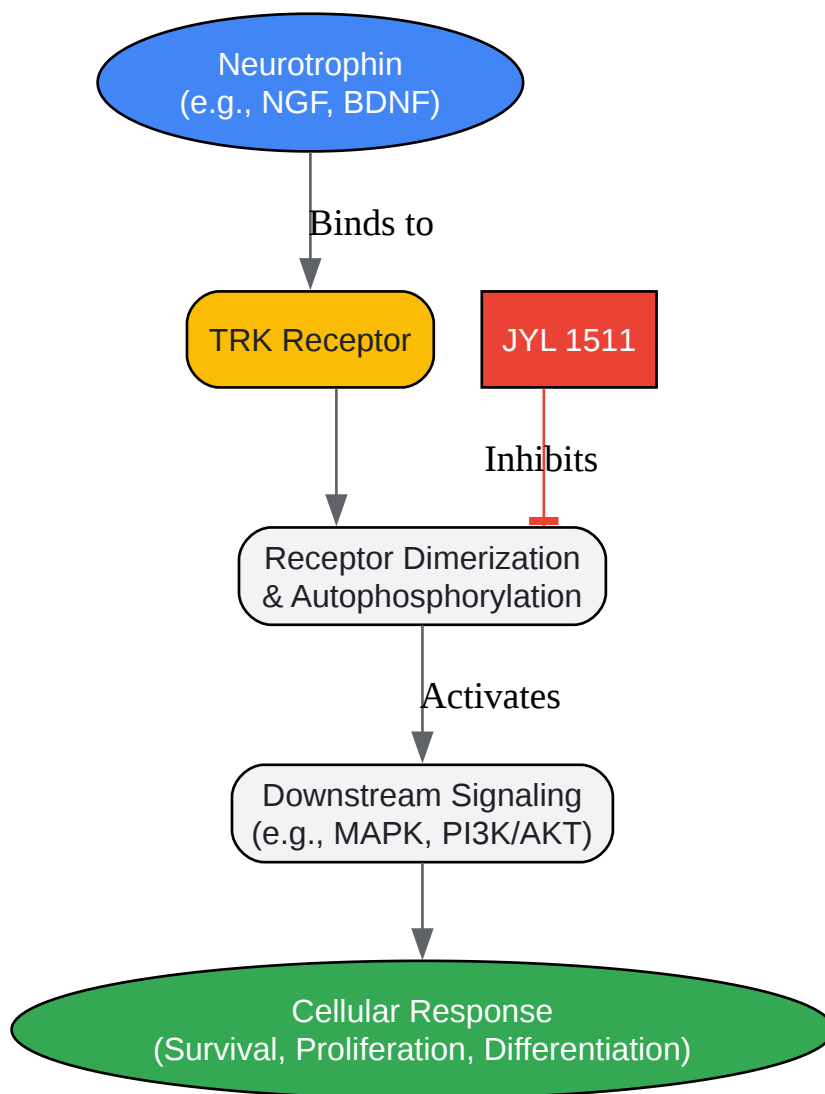 Neurotrophin
(e.g., NGF, BDNF)
Binds to
TRK Receptor
JYL 1511
Inhibits
Receptor Dimerization
& Autophosphorylation
Activates
Downstream Signaling
(e.g., MAPK, PI3K/AKT)
Cellular Response
(Survival, Proliferation, Differentiation)